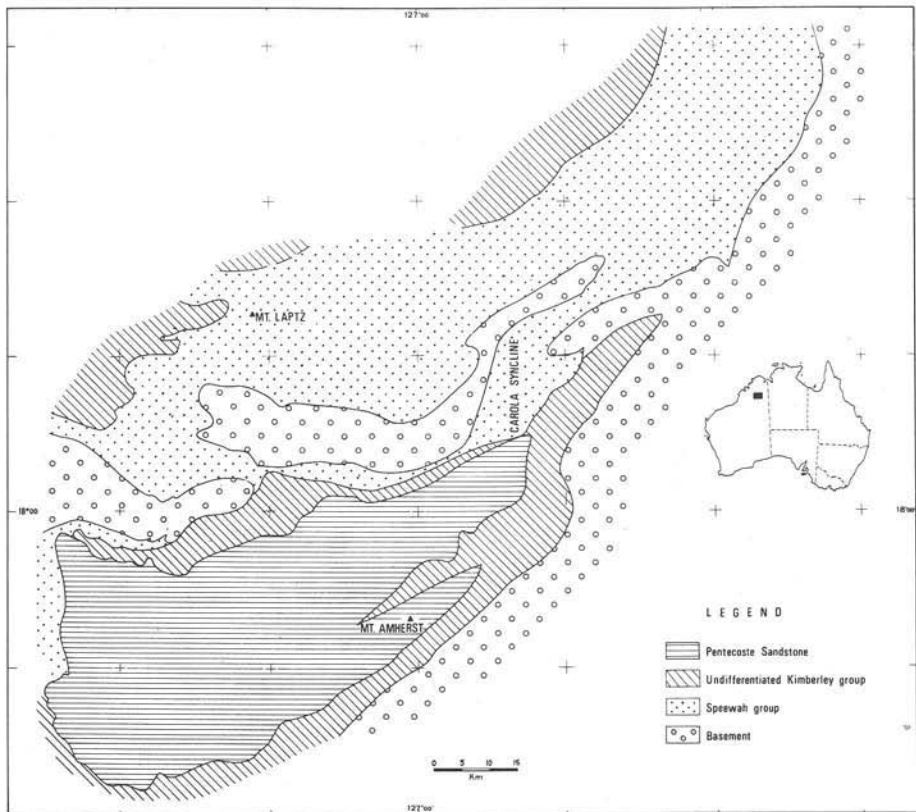 127°00'
MT. LAPTZ
CAROLA SYNCLINE
18°00
18°00
MT. AMHERST
LEGEND
Pentecoste Sandstone
Undifferentiated Kimberley group
Speewah group
Basement
0 5 10 15
Km
127°00'